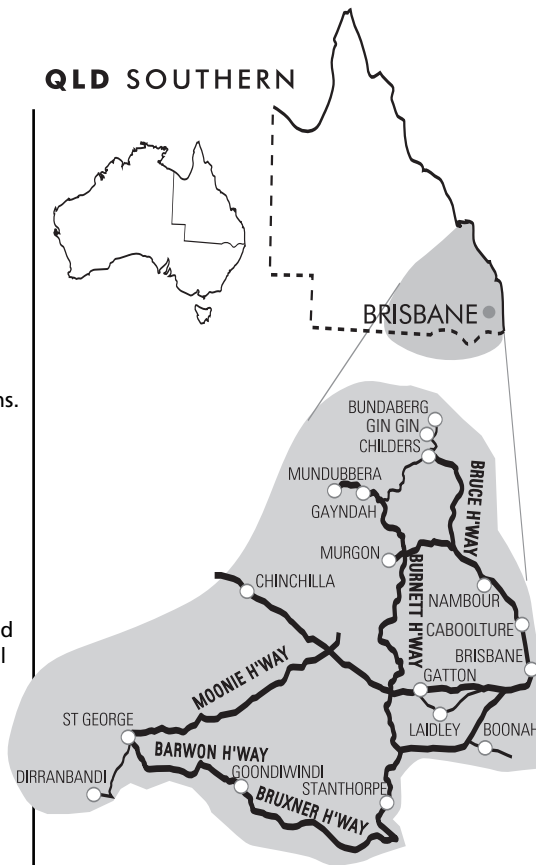 QLD SOUTHERN
BRISBANE
ns.
d
l
BUNDABERG
GIN GIN
CHILDERS
MUNDUBBERA
GAYNDAH
BRUCE H'WAY
MURGON
BURNETT H'WAY
CHINCHILLA
NAMBOUR
CABOOLTURE
BRISBANE
GATTON
MOONIE H'WAY
LAIDLEY
BOONAH
ST GEORGE
BARWON H'WAY
DIRRANBANDI
GOONDIWINDI
STANTHORPE
BRUXNER H'WAY